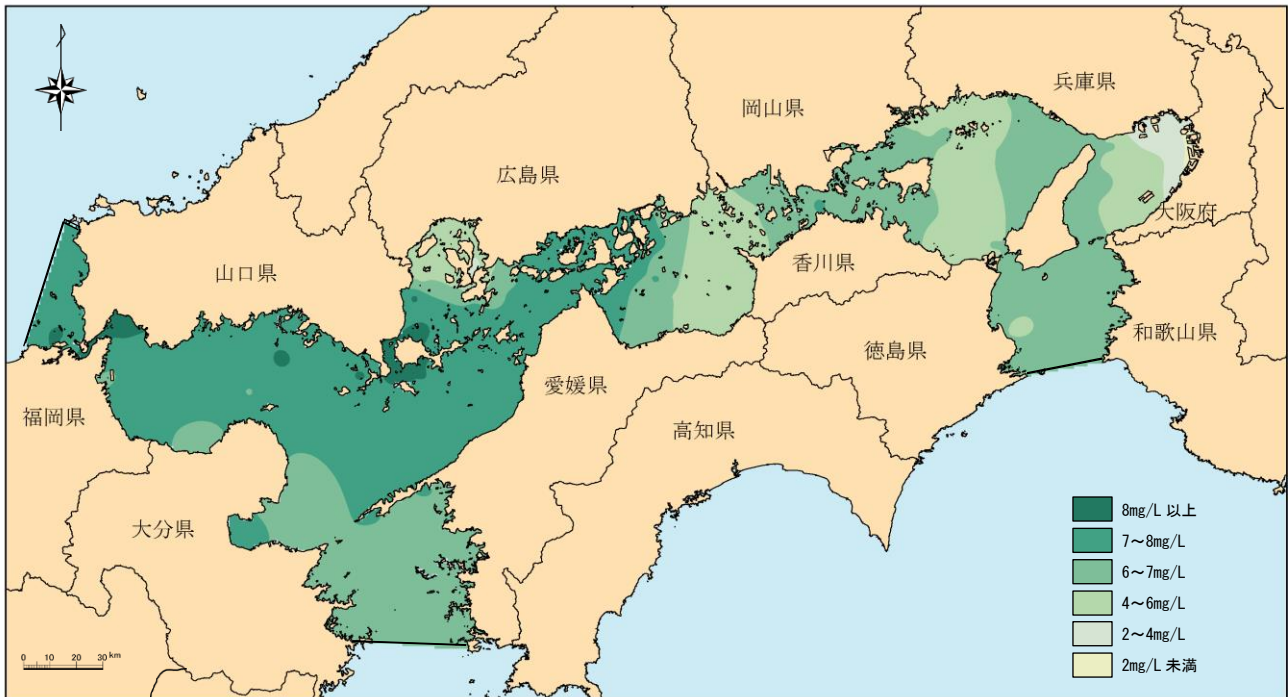 兵庫県
岡山県
広島県
大阪府
山口県
香川県
和歌山県
徳島県
愛媛県
福岡県
高知県
大分県
8mg/L 以上
7～8mg/L
6～7mg/L
4～6mg/L
2～4mg/L
2mg/L 未満
0 5 10 20 30 km